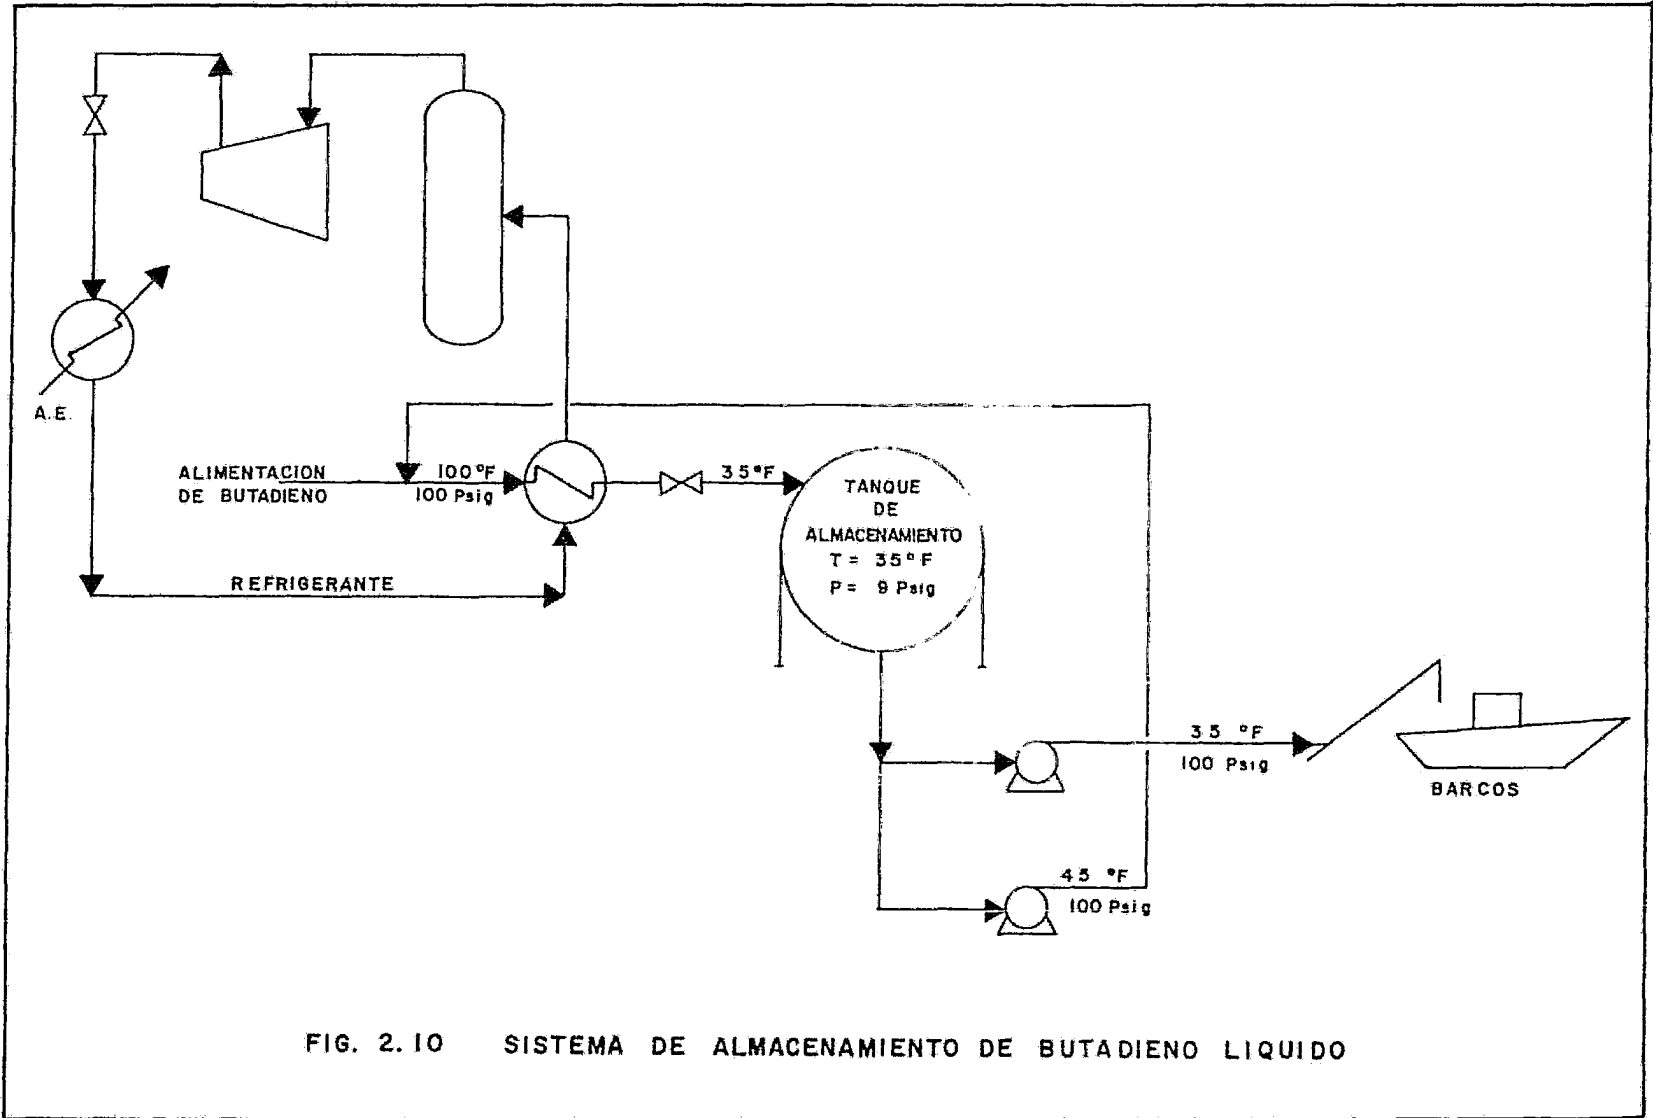 A.E.
ALIMENTACION
DE BUTADIENO
100°F
100 Psig
REFRIGERANTE
35°F
TANQUE
DE
ALMACENAMIENTO
T = 35°F
P = 9 Psig
35 °F
100 Psig
BARCOS
45 °F
100 Psig
FIG. 2.10 SISTEMA DE ALMACENAMIENTO DE BUTADIENO LIQUIDO